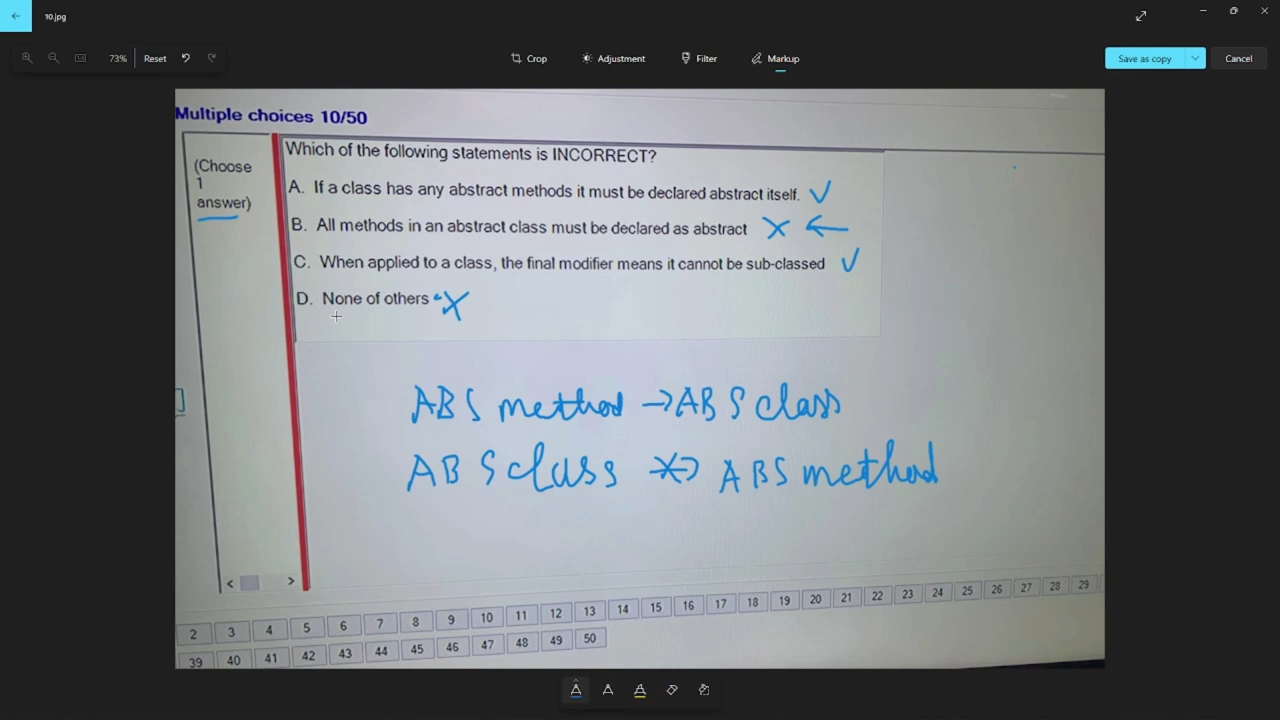 10.jpg
73% Reset Crop Adjustment Filter Markup Save as copy Cancel
Multiple choices 10/50
(Choose
1
answer)
Which of the following statements is INCORRECT?
A. If a class has any abstract methods it must be declared abstract itself.
B. All methods in an abstract class must be declared as abstract
C. When applied to a class, the final modifier means it cannot be sub-classed
D. None of others
ABS method → ABS class
ABS class ABS method
2 3 4 5 6 7 8 9 10 11 12 13 14 15 16 17 18 19 20 21 22 23 24 25 26 27 28 29
39 40 41 42 43 44 45 46 47 48 49 50